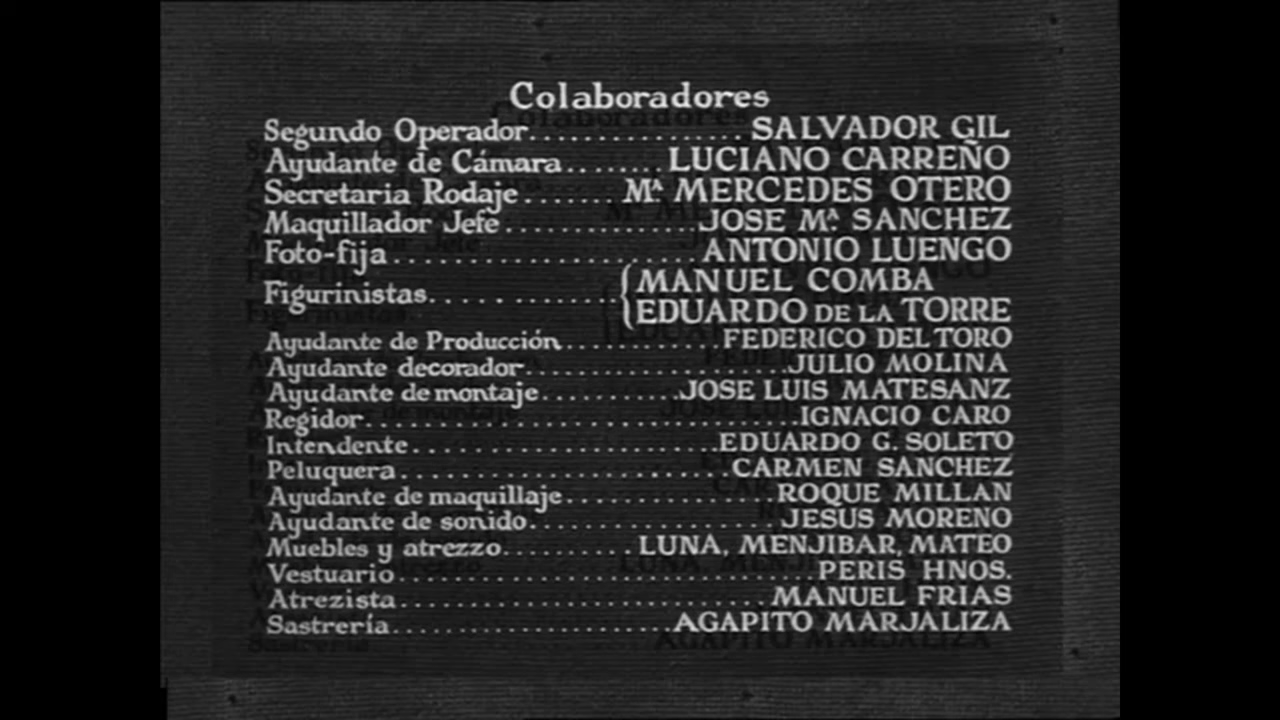 Colaboradores
Segundo Operador................SALVADOR GIL
Ayudante de Cámara........LUCIANO CARREÑO
Secretaria Rodaje.......Mª. MERCEDES OTERO
Maquillador Jefe..............JOSE Mª. SANCHEZ
Foto-fija.......................ANTONIO LUENGO
Figurinistas..............{MANUEL COMBA
EDUARDO DE LA TORRE
Ayudante de Producción...........FEDERICO DEL TORO
Ayudante decorador...................JULIO MOLINA
Ayudante de montaje..........JOSE LUIS MATESANZ
Regidor................................IGNACIO CARO
Intendente.......................EDUARDO G. SOLETO
Peluquera.........................CARMEN SANCHEZ
Ayudante de maquillaje...............ROQUE MILLAN
Ayudante de sonido..................JESUS MORENO
Muebles y atrezzo..........LUNA, MENJIBAR, MATEO
Vestuario..............................PERIS HNOS.
Atrezista...........................MANUEL FRIAS
Sastrería.....................AGAPITO MARJALIZA